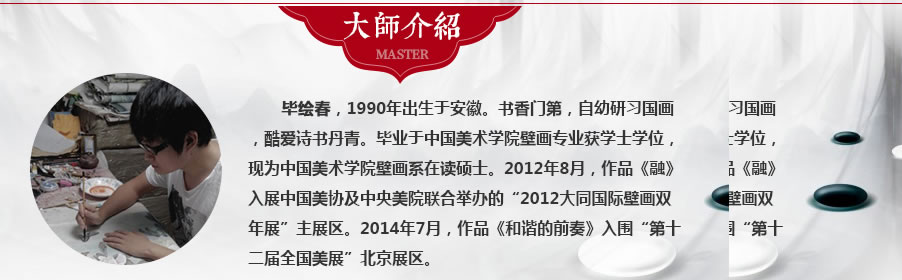 大師介紹
MASTER
毕绘春，1990年出生于安徽。书香门第，自幼研习国画
，酷爱诗书丹青。毕业于中国美术学院壁画专业获学士学位，
现为中国美术学院壁画系在读硕士。2012年8月，作品《融》
入展中国美协及中央美院联合举办的“2012大同国际壁画双
年展”主展区。2014年7月，作品《和谐的前奏》入围“第十
二届全国美展”北京展区。
习国画
学位，
品《融》
壁画双
围“第十